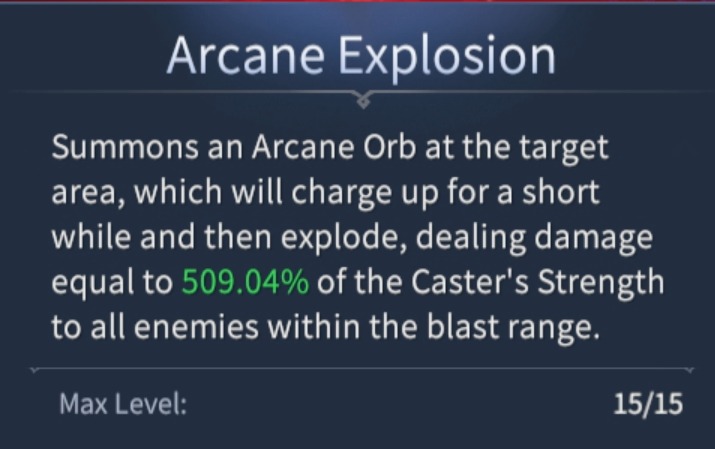 Arcane Explosion
Summons an Arcane Orb at the target
area, which will charge up for a short
while and then explode, dealing damage
equal to 509.04% of the Caster's Strength
to all enemies within the blast range.
Max Level: 15/15